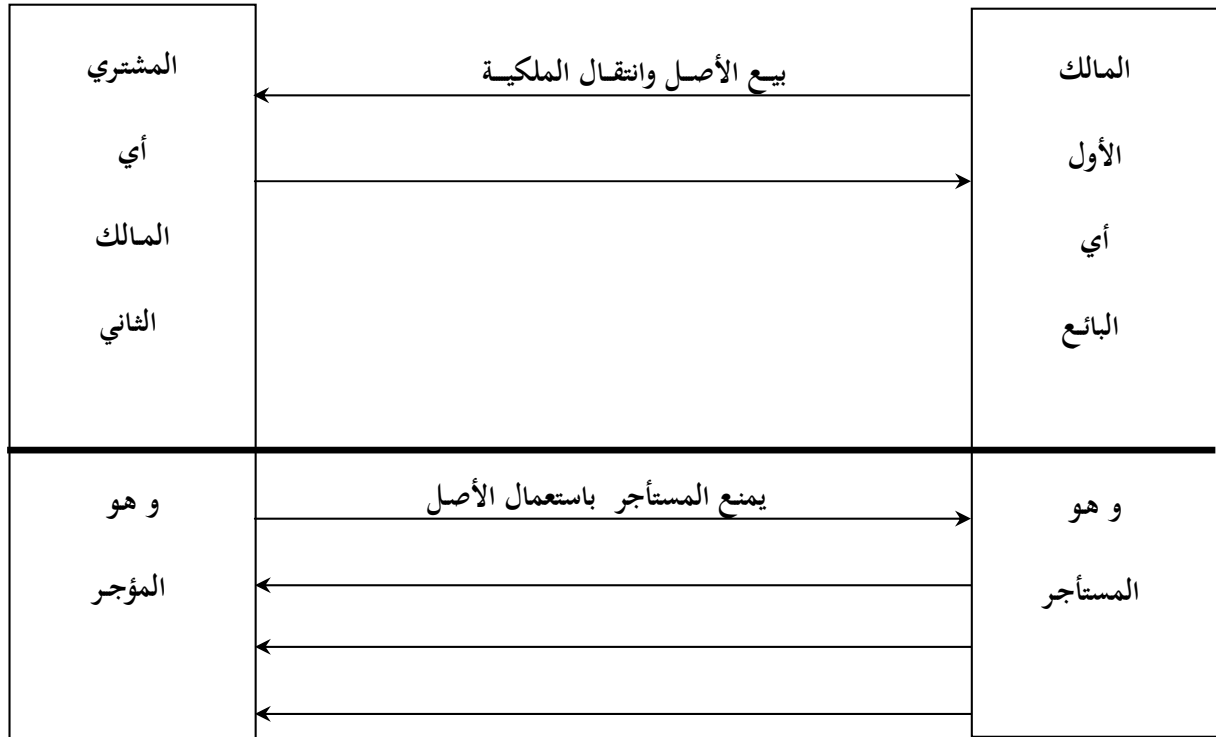 المالك
الأول
أي
البائع
بيع الأصل وانتقال الملكية
المشتري
أي
المالك
الثاني
و هو
المستأجر
يمنع المستأجر باستعمال الأصل
و هو
المؤجر